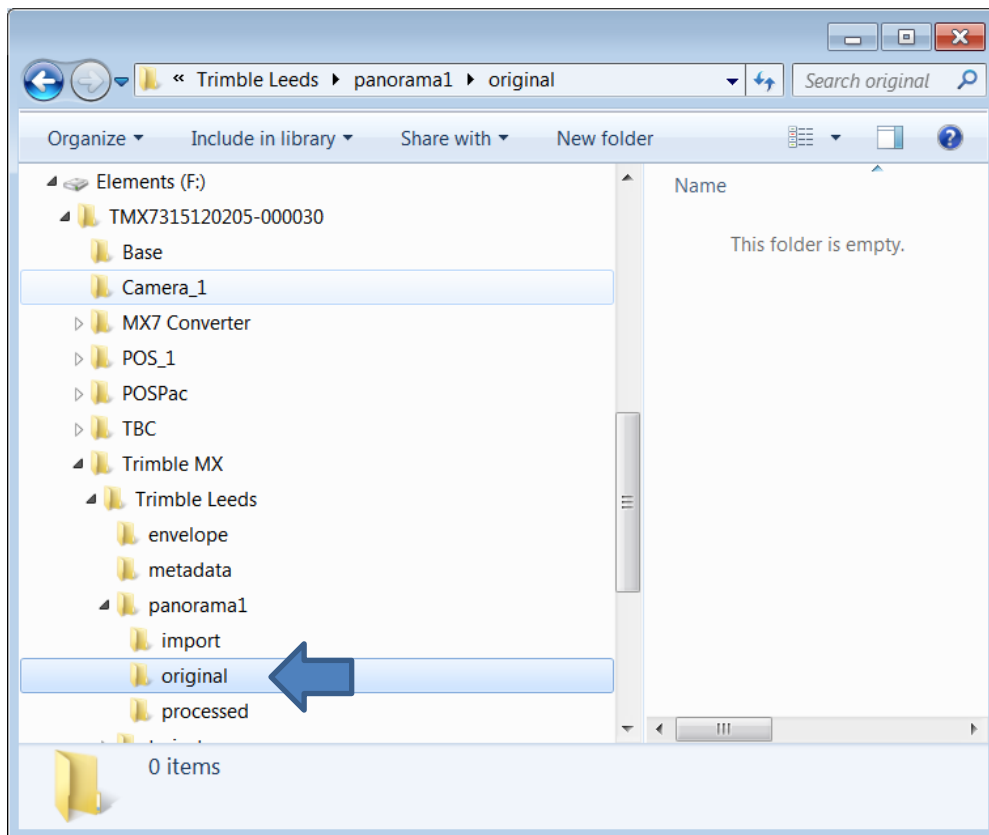 « Trimble Leeds panorama1 original
Search original
Organize Include in library Share with New folder
Elements (F:)
TMX7315120205-000030
Base
Camera_1
MX7 Converter
POS_1
POSPac
TBC
Trimble MX
Trimble Leeds
envelope
metadata
panorama1
import
original
processed
Name
This folder is empty.
0 items